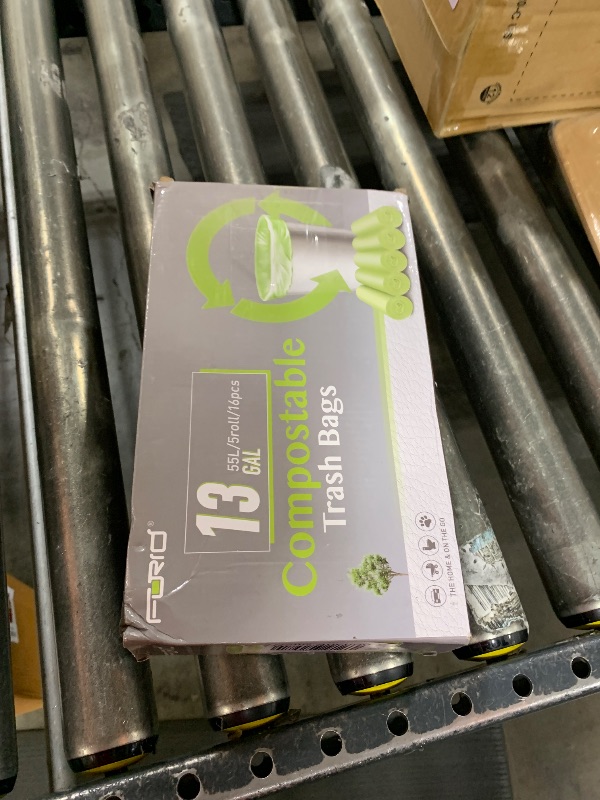 FORID®
13
GAL
55L/5roll/16pcs
Compostable
Trash Bags
THE HOME & ON THE GO